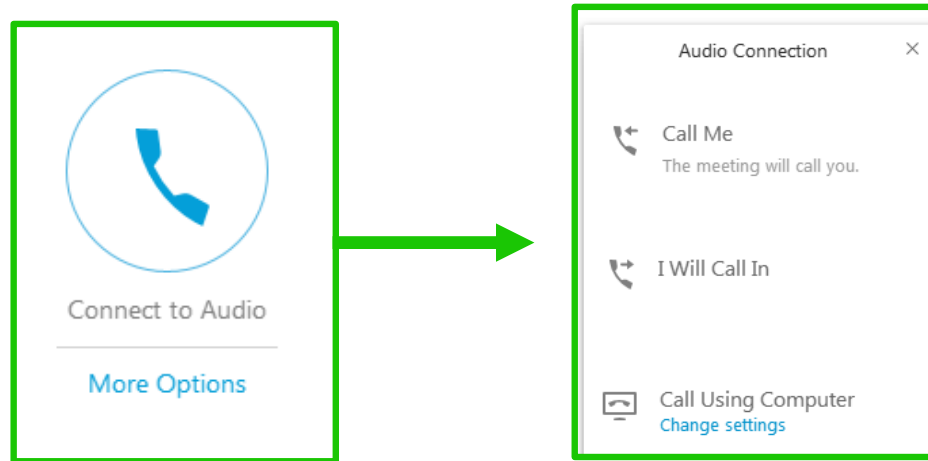 Connect to Audio
More Options
Audio Connection
Call Me
The meeting will call you.
I Will Call In
Call Using Computer
Change settings